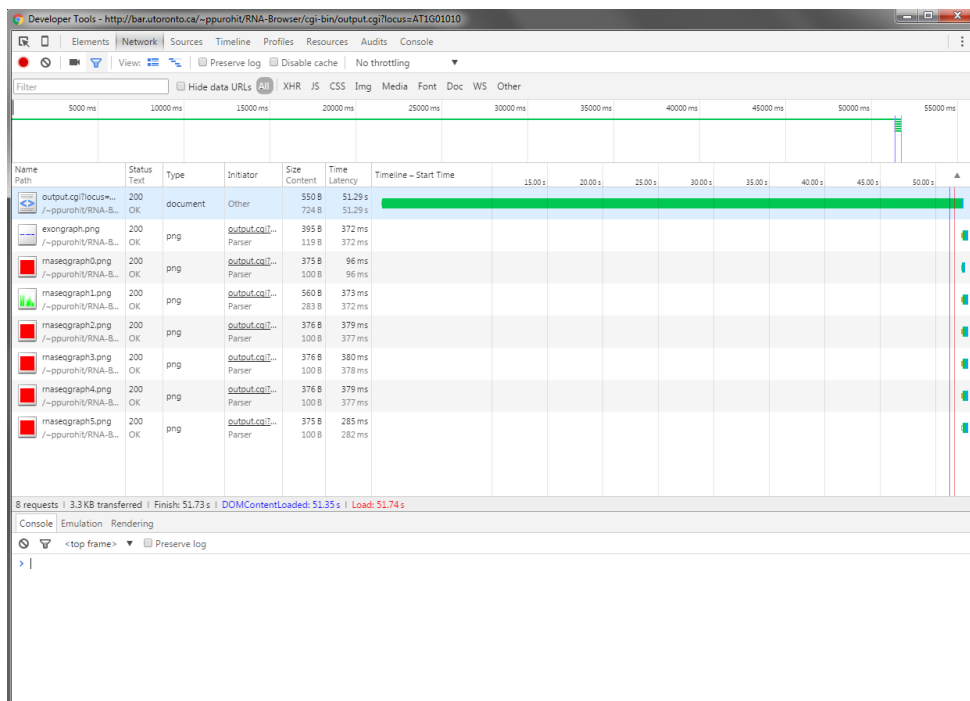 Developer Tools - http://bar.utoronto.ca/~ppurohit/RNA-Browser/cgi-bin/output.cgi?locus=AT1G01010
Elements Network Sources Timeline Profiles Resources Audits Console
View: Preserve log Disable cache No throttling
Filter Hide data URLs All XHR JS CSS Img Media Font Doc WS Other
5000 ms 10000 ms 15000 ms 20000 ms 25000 ms 30000 ms 35000 ms 40000 ms 45000 ms 50000 ms 55000 ms
Name Status Type Initiator Size Time Timeline – Start Time
Path Text Content Latency 15.00 s 20.00 s 25.00 s 30.00 s 35.00 s 40.00 s 45.00 s 50.00 s
output.cgi?locus=... 200 document Other 550 B 51.29 s
/~ppurohit/RNA-B... OK 724 B 51.29 s
exongraph.png 200 png output.cgi?... 395 B 372 ms
/~ppurohit/RNA-B... OK Parser 119 B 372 ms
rnaseqgraph0.png 200 png output.cgi?... 375 B 96 ms
/~ppurohit/RNA-B... OK Parser 100 B 96 ms
rnaseqgraph1.png 200 png output.cgi?... 560 B 373 ms
/~ppurohit/RNA-B... OK Parser 283 B 372 ms
rnaseqgraph2.png 200 png output.cgi?... 376 B 379 ms
/~ppurohit/RNA-B... OK Parser 100 B 377 ms
rnaseqgraph3.png 200 png output.cgi?... 376 B 380 ms
/~ppurohit/RNA-B... OK Parser 100 B 378 ms
rnaseqgraph4.png 200 png output.cgi?... 376 B 379 ms
/~ppurohit/RNA-B... OK Parser 100 B 377 ms
rnaseqgraph5.png 200 png output.cgi?... 375 B 285 ms
/~ppurohit/RNA-B... OK Parser 100 B 282 ms
8 requests | 3.3 KB transferred | Finish: 51.73 s | DOMContentLoaded: 51.35 s | Load: 51.74 s
Console Emulation Rendering
<top frame> ▼ Preserve log
>